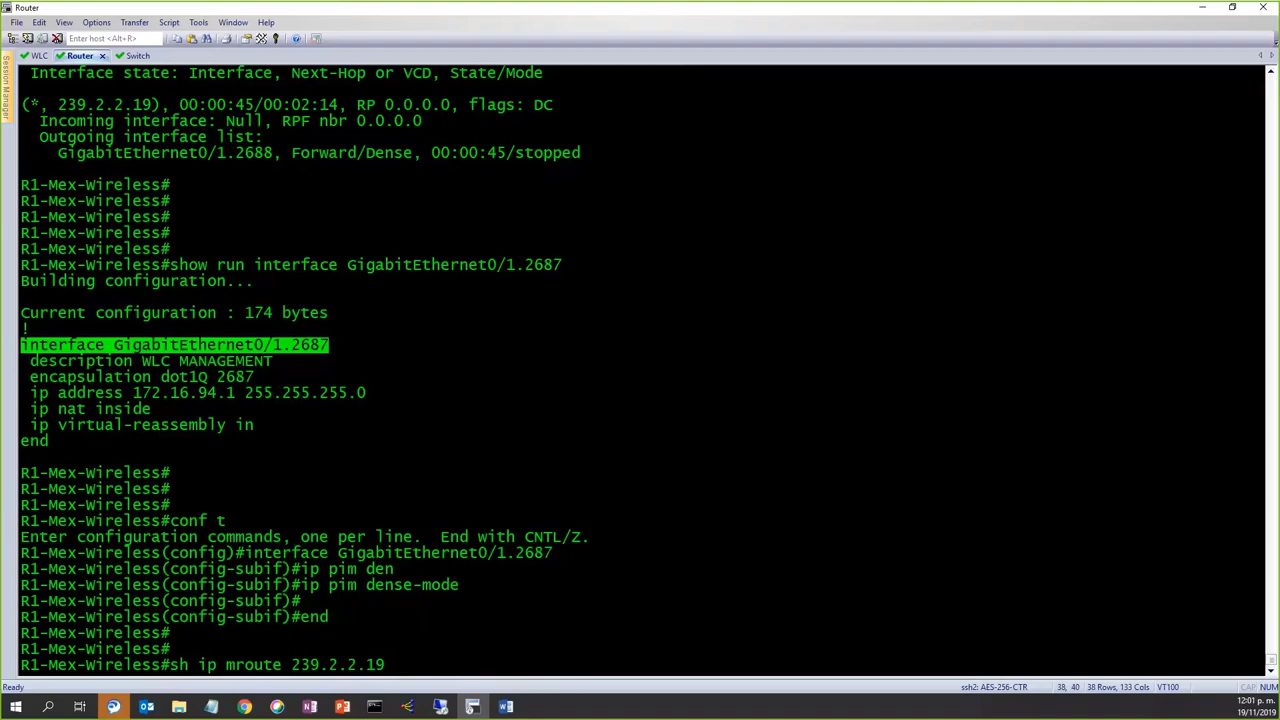 Router
File Edit View Options Transfer Script Tools Window Help
Enter host <Alt+R>
WLC Router Switch
Session Manager
Interface state: Interface, Next-Hop or VCD, State/Mode
(*, 239.2.2.19), 00:00:45/00:02:14, RP 0.0.0.0, flags: DC
Incoming interface: Null, RPF nbr 0.0.0.0
Outgoing interface list:
GigabitEthernet0/1.2688, Forward/Dense, 00:00:45/stopped
R1-Mex-Wireless#
R1-Mex-Wireless#
R1-Mex-Wireless#
R1-Mex-Wireless#
R1-Mex-Wireless#
R1-Mex-Wireless#show run interface GigabitEthernet0/1.2687
Building configuration...
Current configuration : 174 bytes
!
interface GigabitEthernet0/1.2687
description WLC MANAGEMENT
encapsulation dot1Q 2687
ip address 172.16.94.1 255.255.255.0
ip nat inside
ip virtual-reassembly in
end
R1-Mex-Wireless#
R1-Mex-Wireless#
R1-Mex-Wireless#
R1-Mex-Wireless#conf t
Enter configuration commands, one per line.  End with CNTL/Z.
R1-Mex-Wireless(config)#interface GigabitEthernet0/1.2687
R1-Mex-Wireless(config-subif)#ip pim den
R1-Mex-Wireless(config-subif)#ip pim dense-mode
R1-Mex-Wireless(config-subif)#
R1-Mex-Wireless(config-subif)#end
R1-Mex-Wireless#
R1-Mex-Wireless#
R1-Mex-Wireless#sh ip mroute 239.2.2.19
Ready ssh2: AES-256-CTR 38, 40 38 Rows, 133 Cols VT100 CAP NUM
12:01 p. m.
19/11/2019